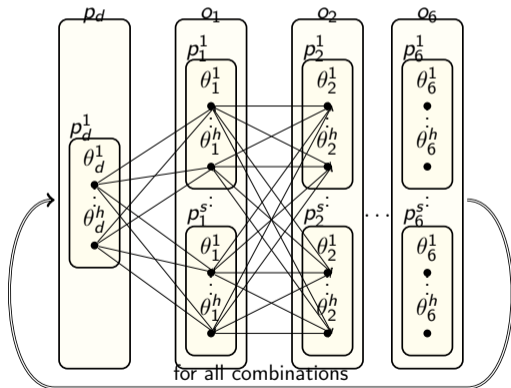 p_d o_1 o_2 o_6
p_1^1 p_2^1 p_6^1
θ_1^1 θ_2^1 θ_6^1
⋮ ⋮ ⋮
p_d^1 θ_1^h θ_2^h θ_6^h
θ_d^1
⋮ ⋮ ⋮ ⋮
θ_d^h p_1^s p_2^s ... p_6^s
θ_1^1 θ_2^1 θ_6^1
⋮ ⋮ ⋮
θ_1^h θ_2^h θ_6^h
for all combinations